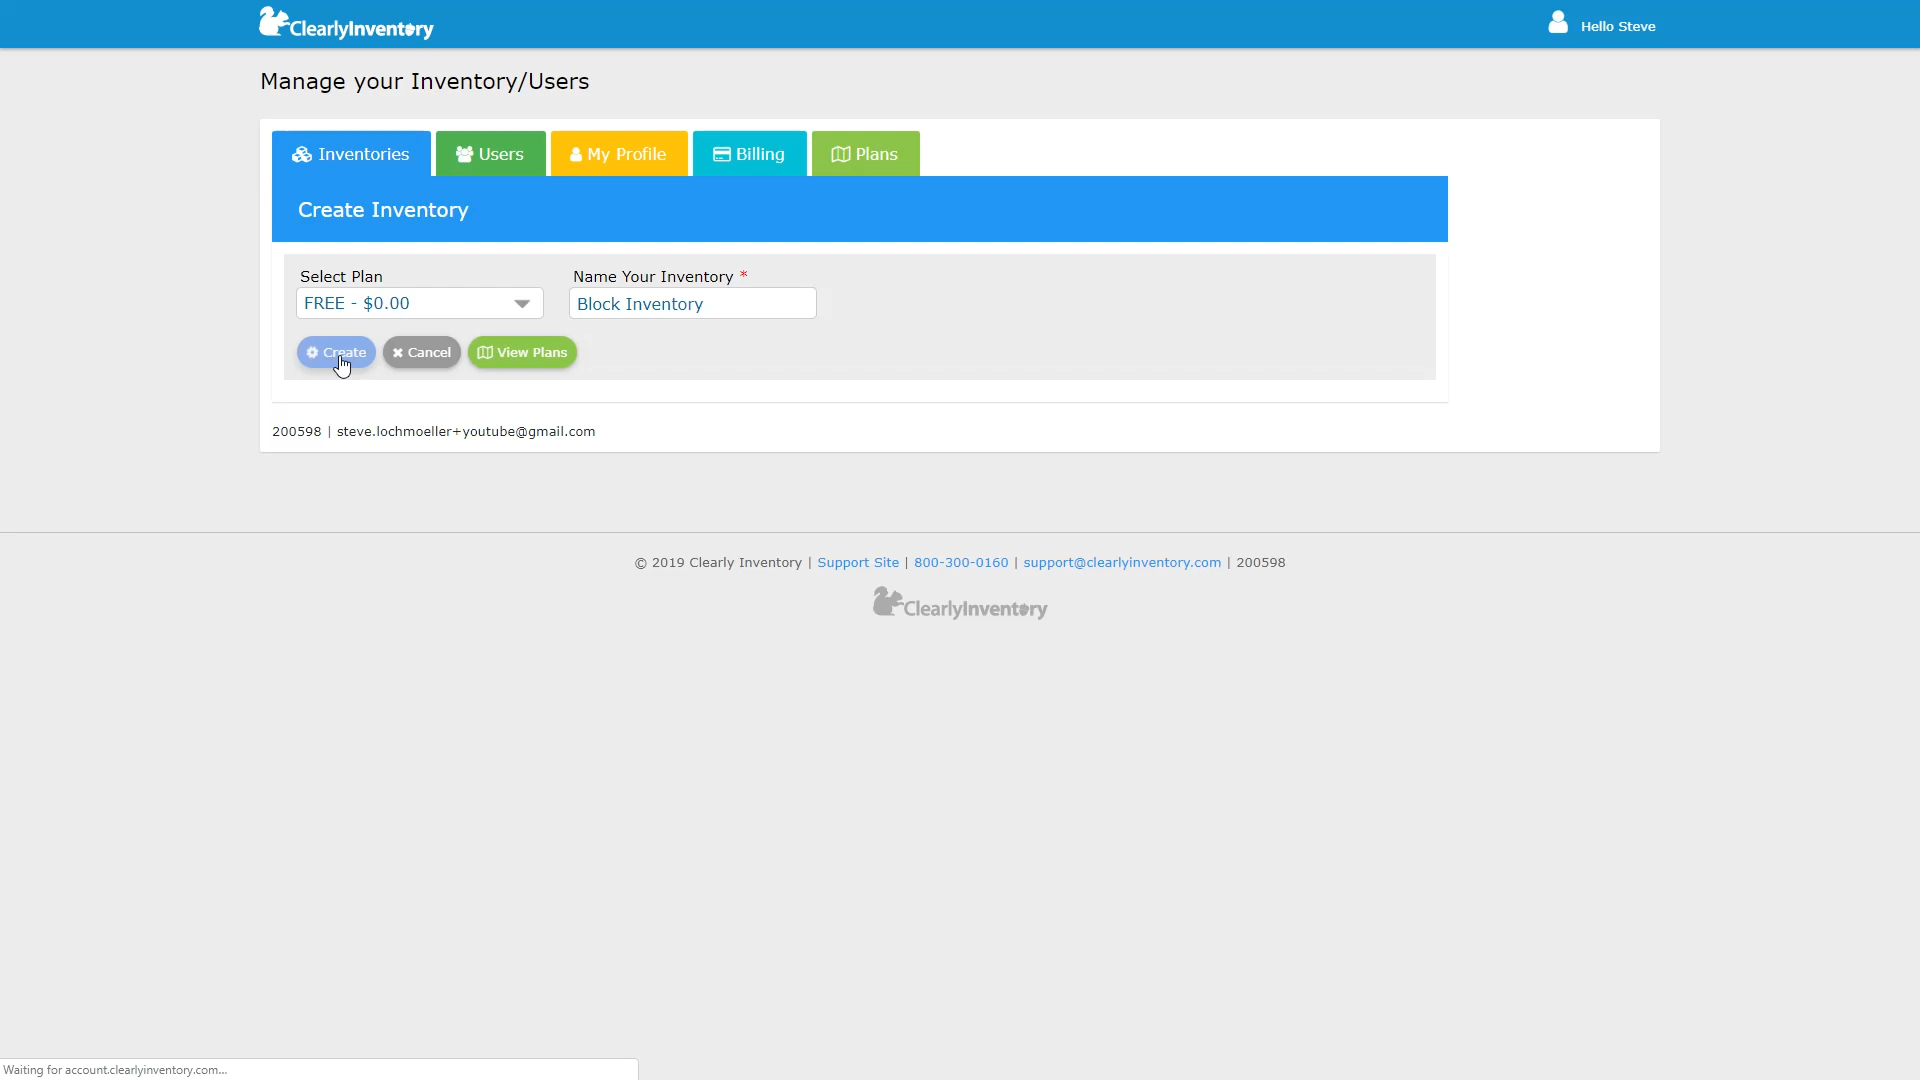 ClearlyInventory
Hello Steve
Manage your Inventory/Users
Inventories
Users
My Profile
Billing
Plans
Create Inventory
Select Plan
Name Your Inventory *
FREE - $0.00
Block Inventory
Create
Cancel
View Plans
200598 | steve.lochmoeller+youtube@gmail.com
© 2019 Clearly Inventory | Support Site | 800-300-0160 | support@clearlyinventory.com | 200598
ClearlyInventory
Waiting for account.clearlyinventory.com...